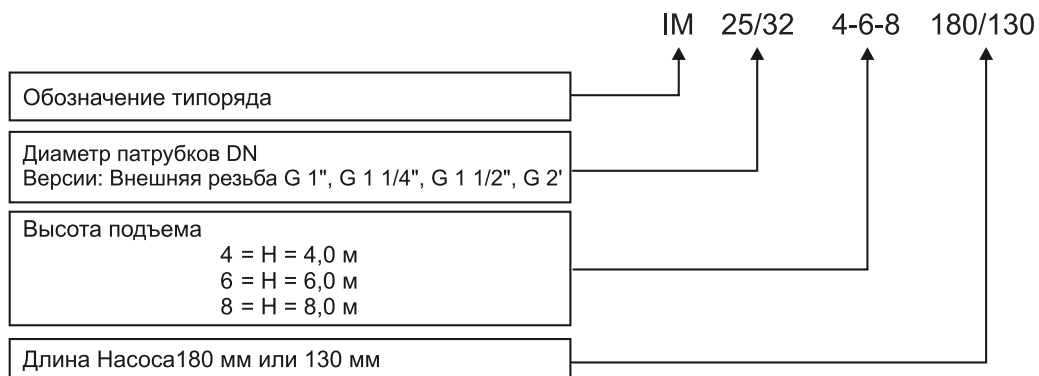 IM 25/32 4-6-8 180/130
Обозначение типоряда
Диаметр патрубков DN
Версии: Внешняя резьба G 1", G 1 1/4", G 1 1/2", G 2'
Высота подъема
4 = H = 4,0 м
6 = H = 6,0 м
8 = H = 8,0 м
Длина Насоса180 мм или 130 мм